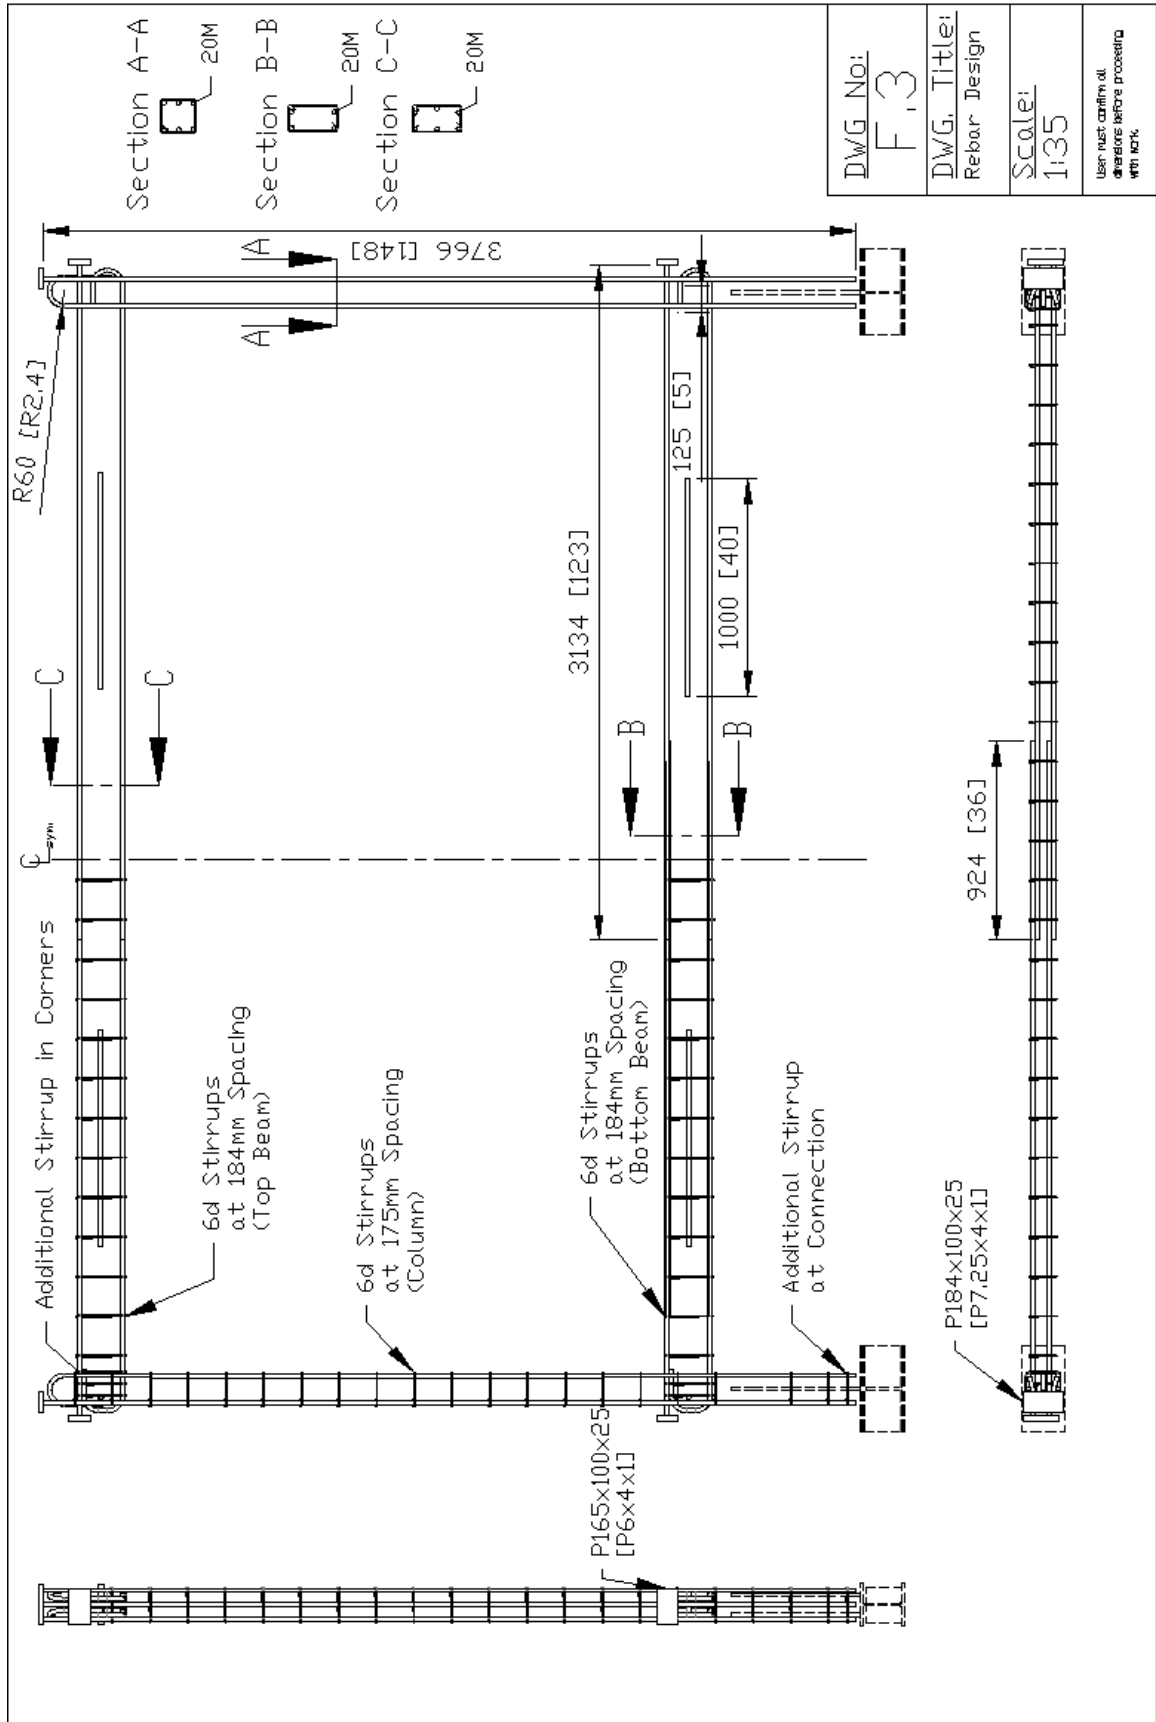 Section A-A
20M
Section B-B
20M
Section C-C
20M
DWG No:
F.3
DWG. Title:
Rebar Design
Scale:
1:35
User must confirm all
dimensions before proceeding
with work.
R60 [R2.4]
A
A
3766 [148]
C
C
sym
3134 [123]
125 [5]
1000 [40]
B
B
924 [36]
Additional Stirrup in Corners
6d Stirrups
at 184mm Spacing
(Top Beam)
6d Stirrups
at 175mm Spacing
(Column)
6d Stirrups
at 184mm Spacing
(Bottom Beam)
Additional Stirrup
at Connection
P184x100x25
[P7.25x4x1]
P165x100x25
[P6x4x1]